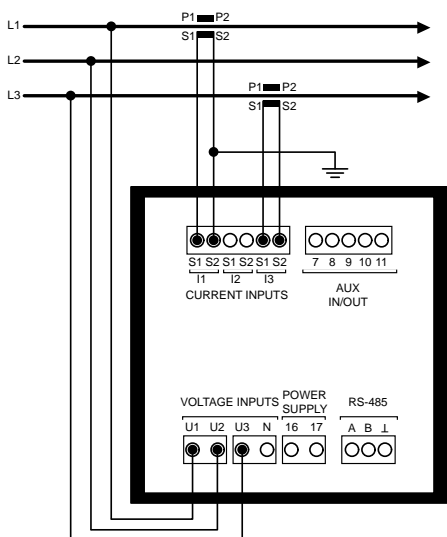 L1 P1 P2
S1 S2
L2
L3 P1 P2
S1 S2
S1 S2 S1 S2 S1 S2
I1 I2 I3
CURRENT INPUTS
7 8 9 10 11
AUX
IN/OUT
VOLTAGE INPUTS
U1 U2 U3 N
POWER
SUPPLY
16 17
RS-485
A B ⊥